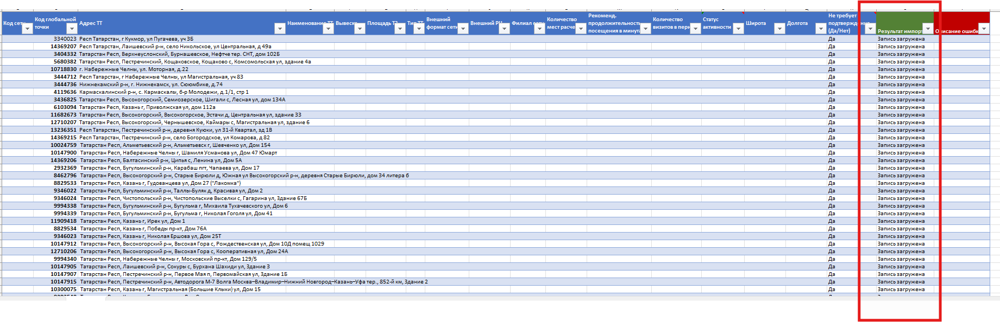 Код сети Код глобальной точки Адрес ТТ Наименование ТТ Вывеска Площадь ТТ Тип ТТ Внешний формат сети Внешний РЦ Филиал сети Количество мест расче Рекоменд. продолжительность посещения в минута Количество визитов в пери Статус активности Широта Долгота Не требует подтверждения (Да/Нет) Результат импорт Описание ошибк
3340023 Респ Татарстан, г Кукмор, ул Пугачева, уч 3Б Да Запись загружена
14369207 Респ Татарстан, Лаишевский р-н, село Никольское, ул Центральная, д 49а Да Запись загружена
3404332 Татарстан Респ, Верхнеуслонский, Бурнашевское, Нефтче тер. СНТ, дом 102Б Да Запись загружена
5680382 Татарстан Респ, Пестречинский, Кощаковское, Кощаково с, Комсомольская ул, здание 4а Да Запись загружена
10718830 г. Набережные Челны, ул. Моторная, д.22 Да Запись загружена
3444712 Респ Татарстан, г Набережные Челны, ул Магистральная, уч 83 Да Запись загружена
3444736 Нижнекамский р-н, г. Нижнекамск, ул. Сююмбике, д.74 Да Запись загружена
4119636 Кармаскалинский р-н, с. Кармаскалы, б-р Молодежи, д.1/1, стр 1 Да Запись загружена
3436825 Татарстан Респ, Высокогорский, Семиозерское, Шигали с, Лесная ул, дом 134А Да Запись загружена
6103094 Татарстан Респ, Казань г, Приволжская ул, дом 112а Да Запись загружена
11682673 Татарстан Респ, Высокогорский, Высокогорское, Эстачи д, Центральная ул, здание 33 Да Запись загружена
12710207 Татарстан Респ, Высокогорский, Чернышевское, Каймары с, Магистральная ул, здание 6 Да Запись загружена
13236351 Респ Татарстан, Пестречинский р-н, деревня Куюки, ул 31-й Квартал, зд 1В Да Запись загружена
14369215 Респ Татарстан, Пестречинский р-н, село Богородское, ул Комарова, д 82 Да Запись загружена
10024759 Татарстан Респ, Альметьевский р-н, Альметьевск г, Шевченко ул, Дом 154 Да Запись загружена
10147900 Татарстан Респ, Набережные Челны г, Шамиля Усманова ул, Дом 47 Юмарт Да Запись загружена
14369206 Татарстан Респ, Балтасинский р-н, Ципья с, Ленина ул, Дом 5А Да Запись загружена
2932369 Татарстан Респ, Бугульминский р-н, Карабаш пгт, Чапаева ул, Дом 17 Да Запись загружена
8462796 Татарстан Респ, Высокогорский р-н, Старые Бирюли д, Южная ул Высокогорский р-н, деревня Старые Бирюли, дом 34 литера б Да Запись загружена
8829533 Татарстан Респ, Казань г, Гудованцева ул, Дом 27 ("Лакомка") Да Запись загружена
9346022 Татарстан Респ, Бугульминский р-н, Таллы-Буляк д, Красивая ул, Дом 2 Да Запись загружена
9346024 Татарстан Респ, Чистопольский р-н, Чистопольские Выселки с, Гагарина ул, Здание 67Б Да Запись загружена
9994338 Татарстан Респ, Бугульминский р-н, Бугульма г, Михаила Тухачевского ул, Дом 6 Да Запись загружена
9994339 Татарстан Респ, Бугульминский р-н, Бугульма г, Николая Гоголя ул, Дом 41 Да Запись загружена
11909418 Татарстан Респ, Казань г, Ирек ул, Дом 1 Да Запись загружена
8829534 Татарстан Респ, Казань г, Победы пр-кт, Дом 76А Да Запись загружена
9346023 Татарстан Респ, Казань г, Николая Ершова ул, Дом 25Т Да Запись загружена
10147912 Татарстан Респ, Высокогорский р-н, Высокая Гора с, Рождественская ул, Дом 10Д помещ 1029 Да Запись загружена
12710206 Татарстан Респ, Высокогорский р-н, Высокая Гора с, Кооперативная ул, Дом 24А Да Запись загружена
9994340 Татарстан Респ, Набережные Челны г, Московский пр-кт, Дом 129/5 Да Запись загружена
10147905 Татарстан Респ, Лаишевский р-н, Сокуры с, Бурхана Шахиди ул, Здание 3 Да Запись загружена
10147907 Татарстан Респ, Пестречинский р-н, Первое Мая п, Первомайская ул, Здание 1Б Да Запись загружена
10147915 Татарстан Респ, Пестречинский р-н, Автодорога М-7 Волга Москва–Владимир–Нижний Новгород–Казань–Уфа тер., 852-й км, Здание 2 Да Запись загружена
10300075 Татарстан Респ, Казань г, Магистральная (Большие Клыки) ул, Дом 15 Да Запись загружена